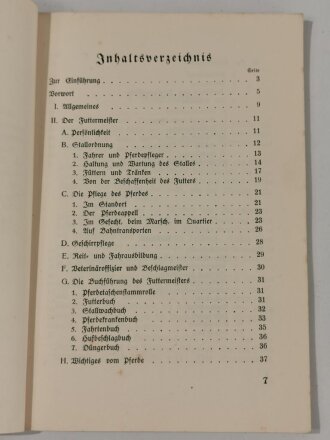 Inhaltsverzeichnis
Seite
Zur Einführung 3
Vorwort 5
I. Allgemeines 9
II. Der Futtermeister 11
A. Persönlichkeit 11
B. Stallordnung 12
1. Fahrer und Pferdepfleger 13
2. Haltung und Wartung des Stalles 14
3. Füttern und Tränken 17
4. Von der Beschaffenheit des Futters 19
C. Die Pflege des Pferdes 21
1. Im Standort 21
2. Der Pferdeappell 23
3. Im Gefecht, beim Marsch, im Quartier 23
4. Auf Bahntransporten 26
D. Geschirrpflege 28
E. Reit- und Fahrausbildung 29
F. Veterinäroffizier und Beschlagmeister 30
G. Die Buchführung des Futtermeisters 31
1. Pferdetaschenstammrolle 31
2. Futterbuch 31
3. Stallwachbuch 32
4. Pferdekrankenbuch 33
5. Fahrtenbuch 35
6. Hufbeschlagbuch 36
7. Düngerbuch 36
H. Wichtiges vom Pferde 37
7